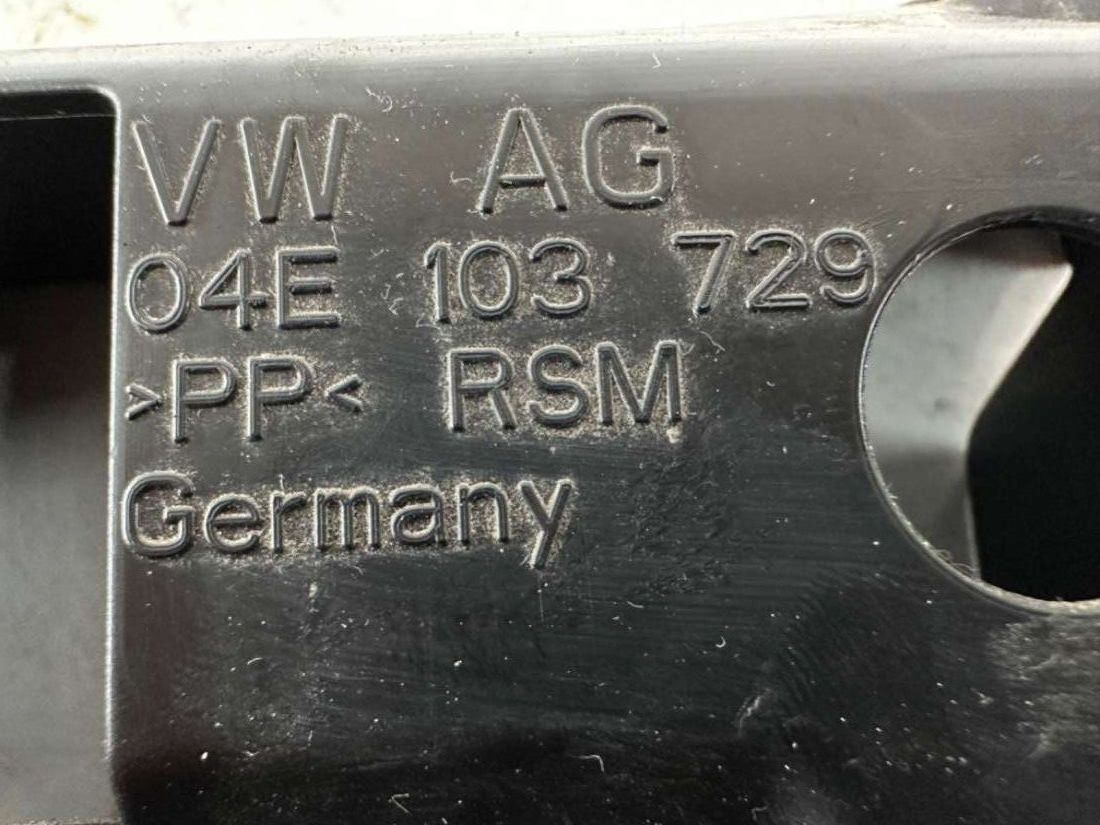 VW AG
04E 103 729
>PP< RSM
Germany